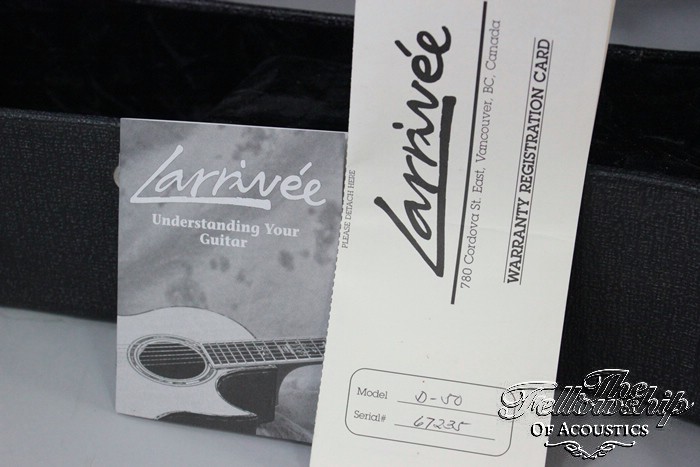 Larrivée
Understanding Your
Guitar
PLEASE DETACH HERE
Larrivée
780 Cordova St. East, Vancouver, BC, Canada
WARRANTY REGISTRATION CARD
Model D-50
Serial# 67235
The
Fellowship
OF ACOUSTICS